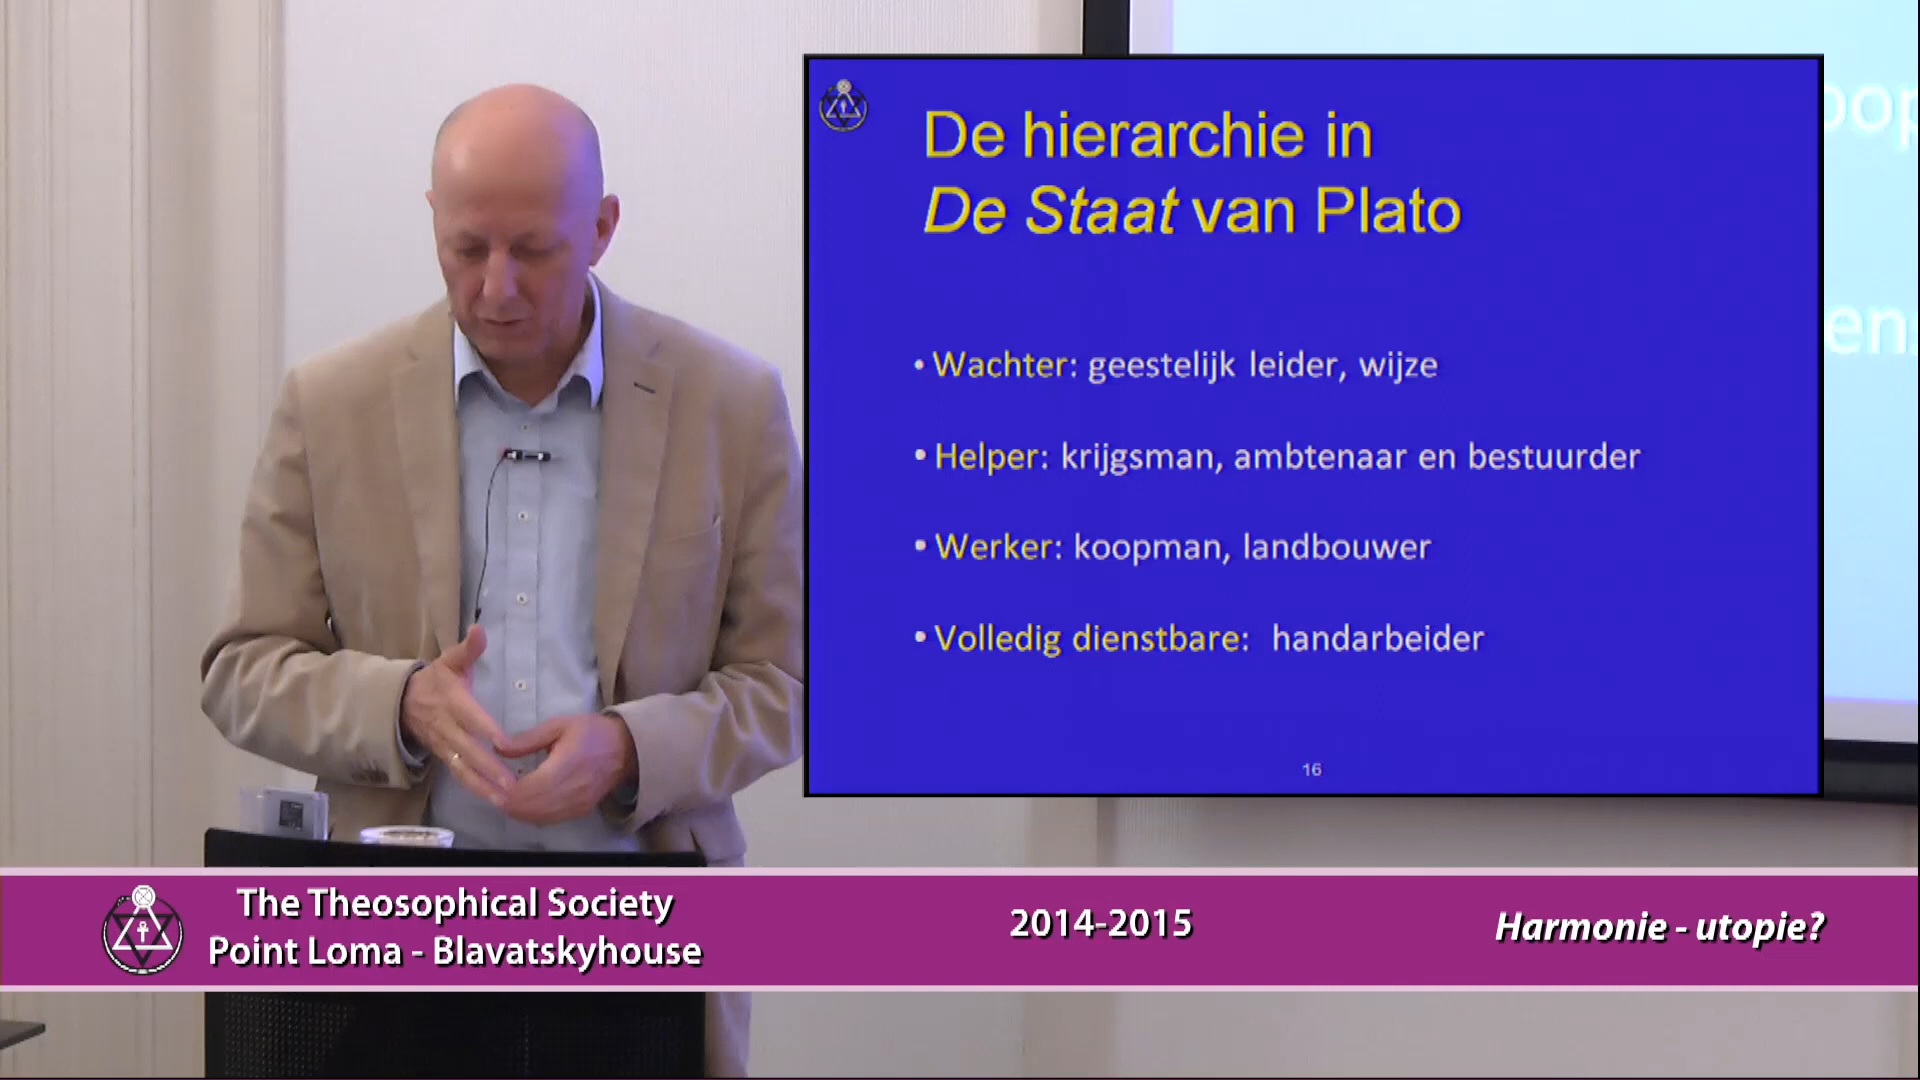 De hierarchie in
De Staat van Plato
• Wachter: geestelijk leider, wijze
• Helper: krijgsman, ambtenaar en bestuurder
• Werker: koopman, landbouwer
• Volledig dienstbare: handarbeider
16
The Theosophical Society
Point Loma - Blavatskyhouse
2014-2015
Harmonie - utopie?